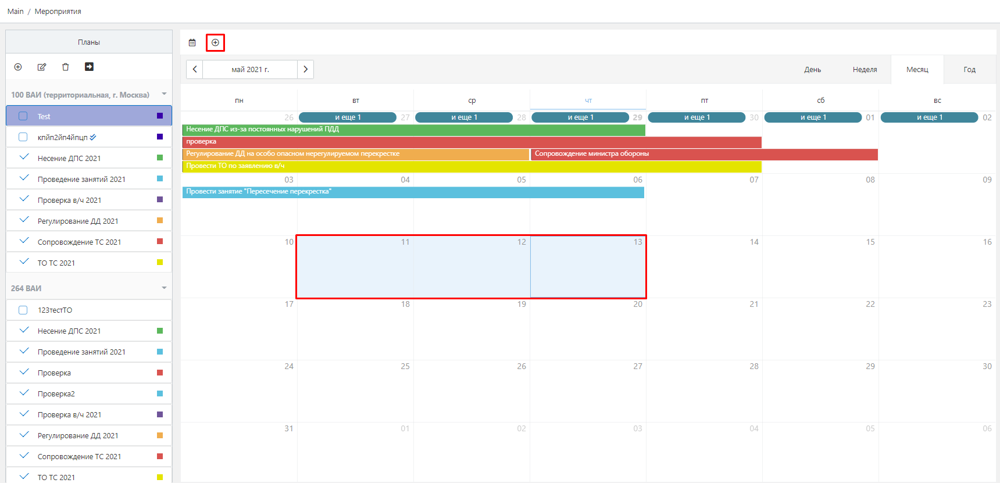 Main / Мероприятия
Планы
100 ВАИ (территориальная, г. Москва)
Test
кпйп2йп4йпцп
Несение ДПС 2021
Проведение занятий 2021
Проверка в/ч 2021
Регулирование ДД 2021
Сопровождение ТС 2021
ТО ТС 2021
264 ВАИ
123тестТО
Несение ДПС 2021
Проведение занятий 2021
Проверка
Проверка2
Проверка в/ч 2021
Регулирование ДД 2021
Сопровождение ТС 2021
ТО ТС 2021
май 2021 г.
День Неделя Месяц Год
пн вт ср чт пт сб вс
26 и еще 1 27 и еще 1 28 и еще 1 29 и еще 1 30 и еще 1 01 и еще 1 02
Несение ДПС из-за постоянных нарушений ПДД
проверка
Регулирование ДД на особо опасном нерегулируемом перекрестке Сопровождение министра обороны
Провести ТО по заявлению в/ч
03 04 05 06 07 08 09
Провести занятие "Пересечение перекрестка"
10 11 12 13 14 15 16
17 18 19 20 21 22 23
24 25 26 27 28 29 30
31 01 02 03 04 05 06